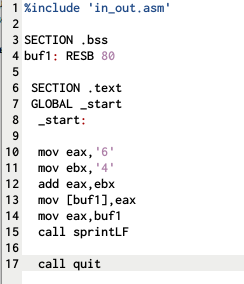 1 %include 'in_out.asm'
2
3 SECTION .bss
4 buf1: RESB 80
5
6  SECTION .text
7  GLOBAL _start
8   _start:
9
10  mov eax,'6'
11  mov ebx,'4'
12  add eax,ebx
13  mov [buf1],eax
14  mov eax,buf1
15  call sprintLF
16
17  call quit